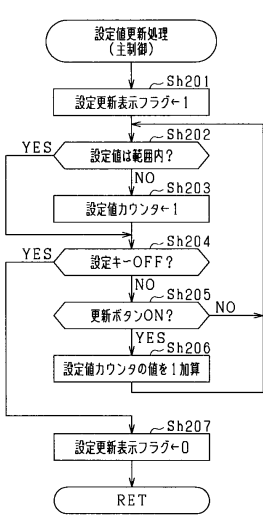 設定値更新処理
(主制御)
Sh201
設定更新表示フラグ←1
Sh202
YES
設定値は範囲内?
NO
Sh203
設定値カウンタ←1
Sh204
YES
設定キーOFF?
NO
Sh205
更新ボタンON?
NO
YES
Sh206
設定値カウンタの値を1加算
Sh207
設定更新表示フラグ←0
RET